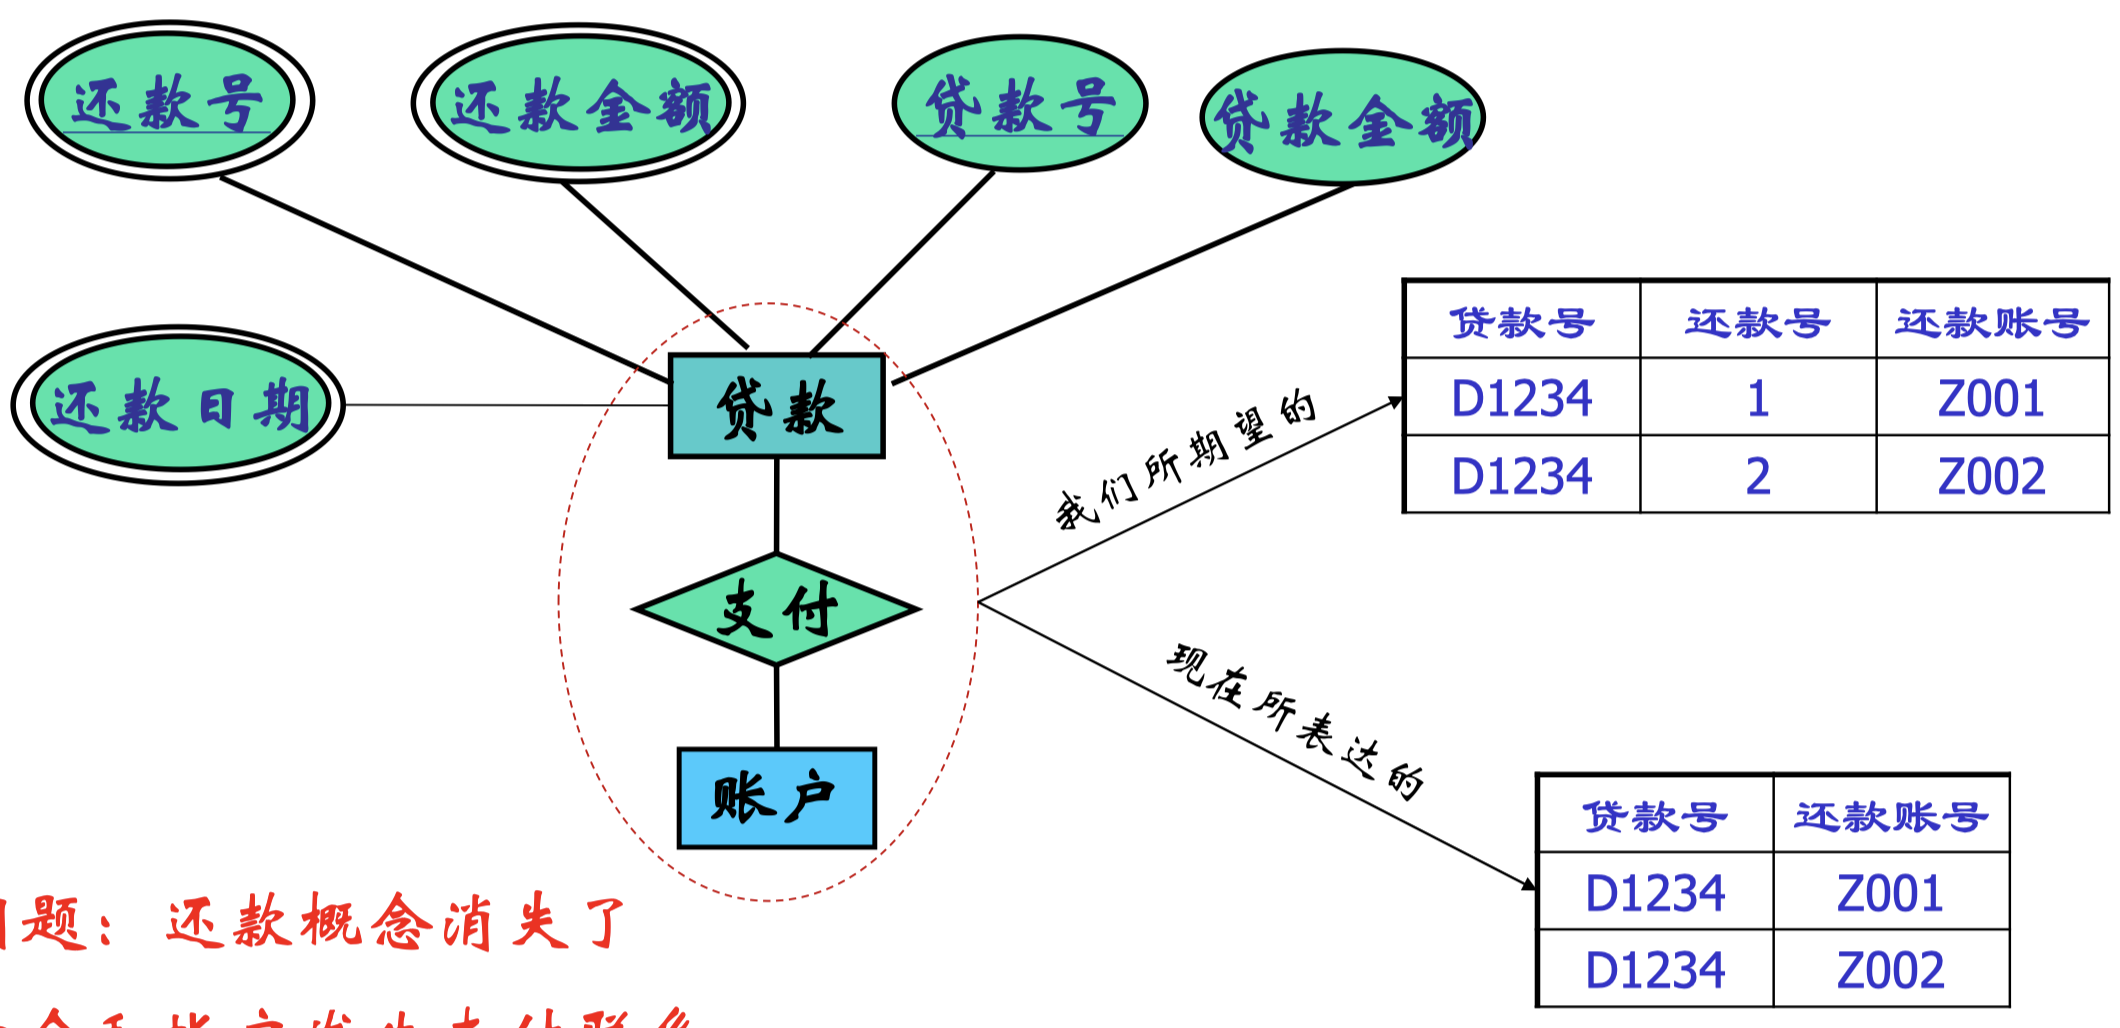 还款号
还款金额
贷款号
贷款金额
还款日期
贷款
支付
账户
我们所期望的
现在所表达的
贷款号 还款号 还款账号
D1234 1 Z001
D1234 2 Z002
贷款号 还款账号
D1234 Z001
D1234 Z002
题：还款概念消失了